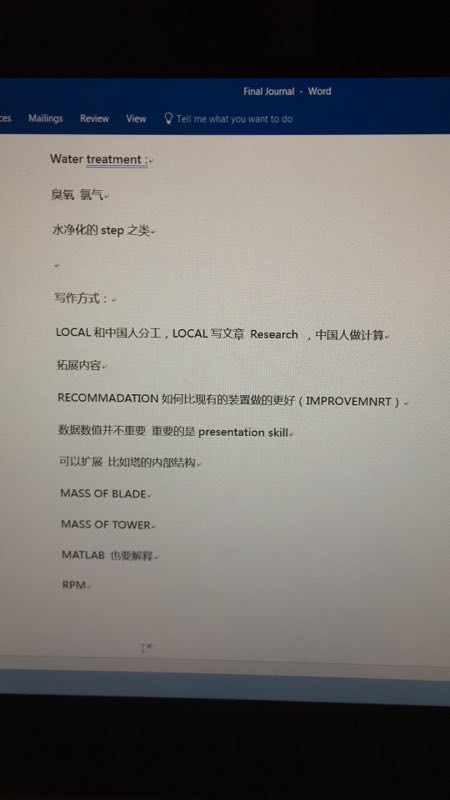 Final Journal - Word
ces Mailings Review View Tell me what you want to do
Water treatment :
臭氧 氯气
水净化的 step 之类
写作方式：
LOCAL 和中国人分工，LOCAL 写文章 Research ，中国人做计算
拓展内容
RECOMMADATION 如何比现有的装置做的更好（IMPROVEMNRT）
数据数值并不重要 重要的是 presentation skill
可以扩展 比如塔的内部结构
MASS OF BLADE
MASS OF TOWER
MATLAB 也要解释
RPM